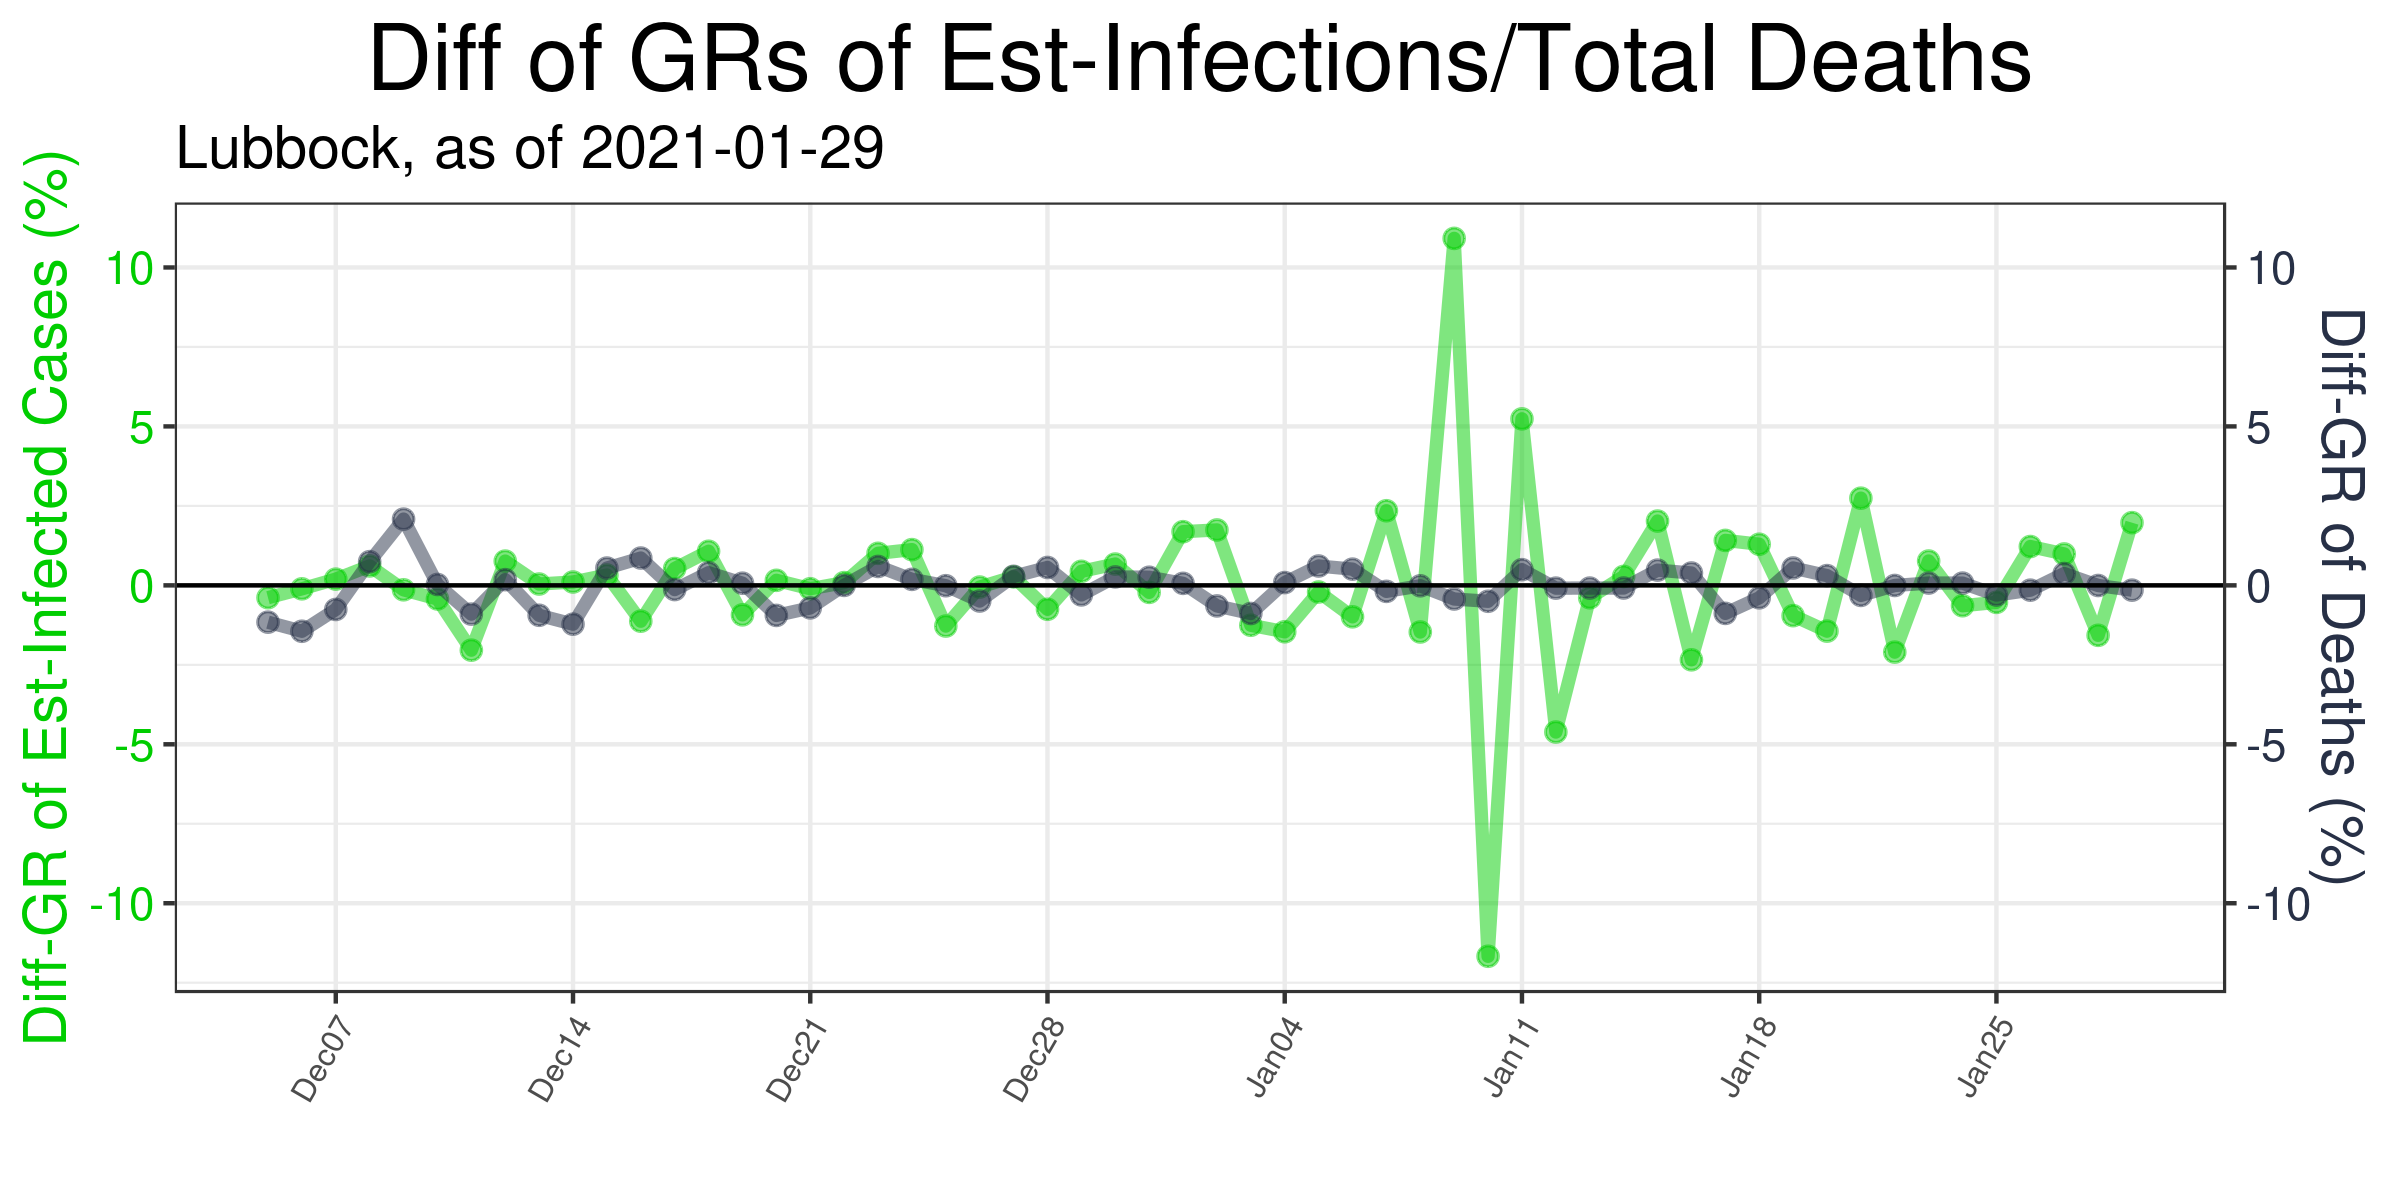 Diff of GRs of Est-Infections/Total Deaths
Lubbock, as of 2021-01-29
Diff-GR of Est-Infected Cases (%)
10
5
0
-5
-10
10
5
0
-5
-10
Diff-GR of Deaths (%)
Dec07
Dec14
Dec21
Dec28
Jan04
Jan11
Jan18
Jan25